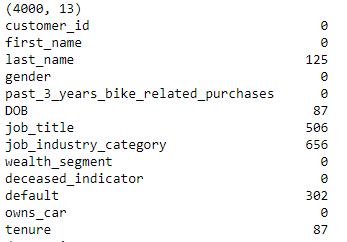 (4000, 13)
customer_id 0
first_name 0
last_name 125
gender 0
past_3_years_bike_related_purchases 0
DOB 87
job_title 506
job_industry_category 656
wealth_segment 0
deceased_indicator 0
default 302
owns_car 0
tenure 87